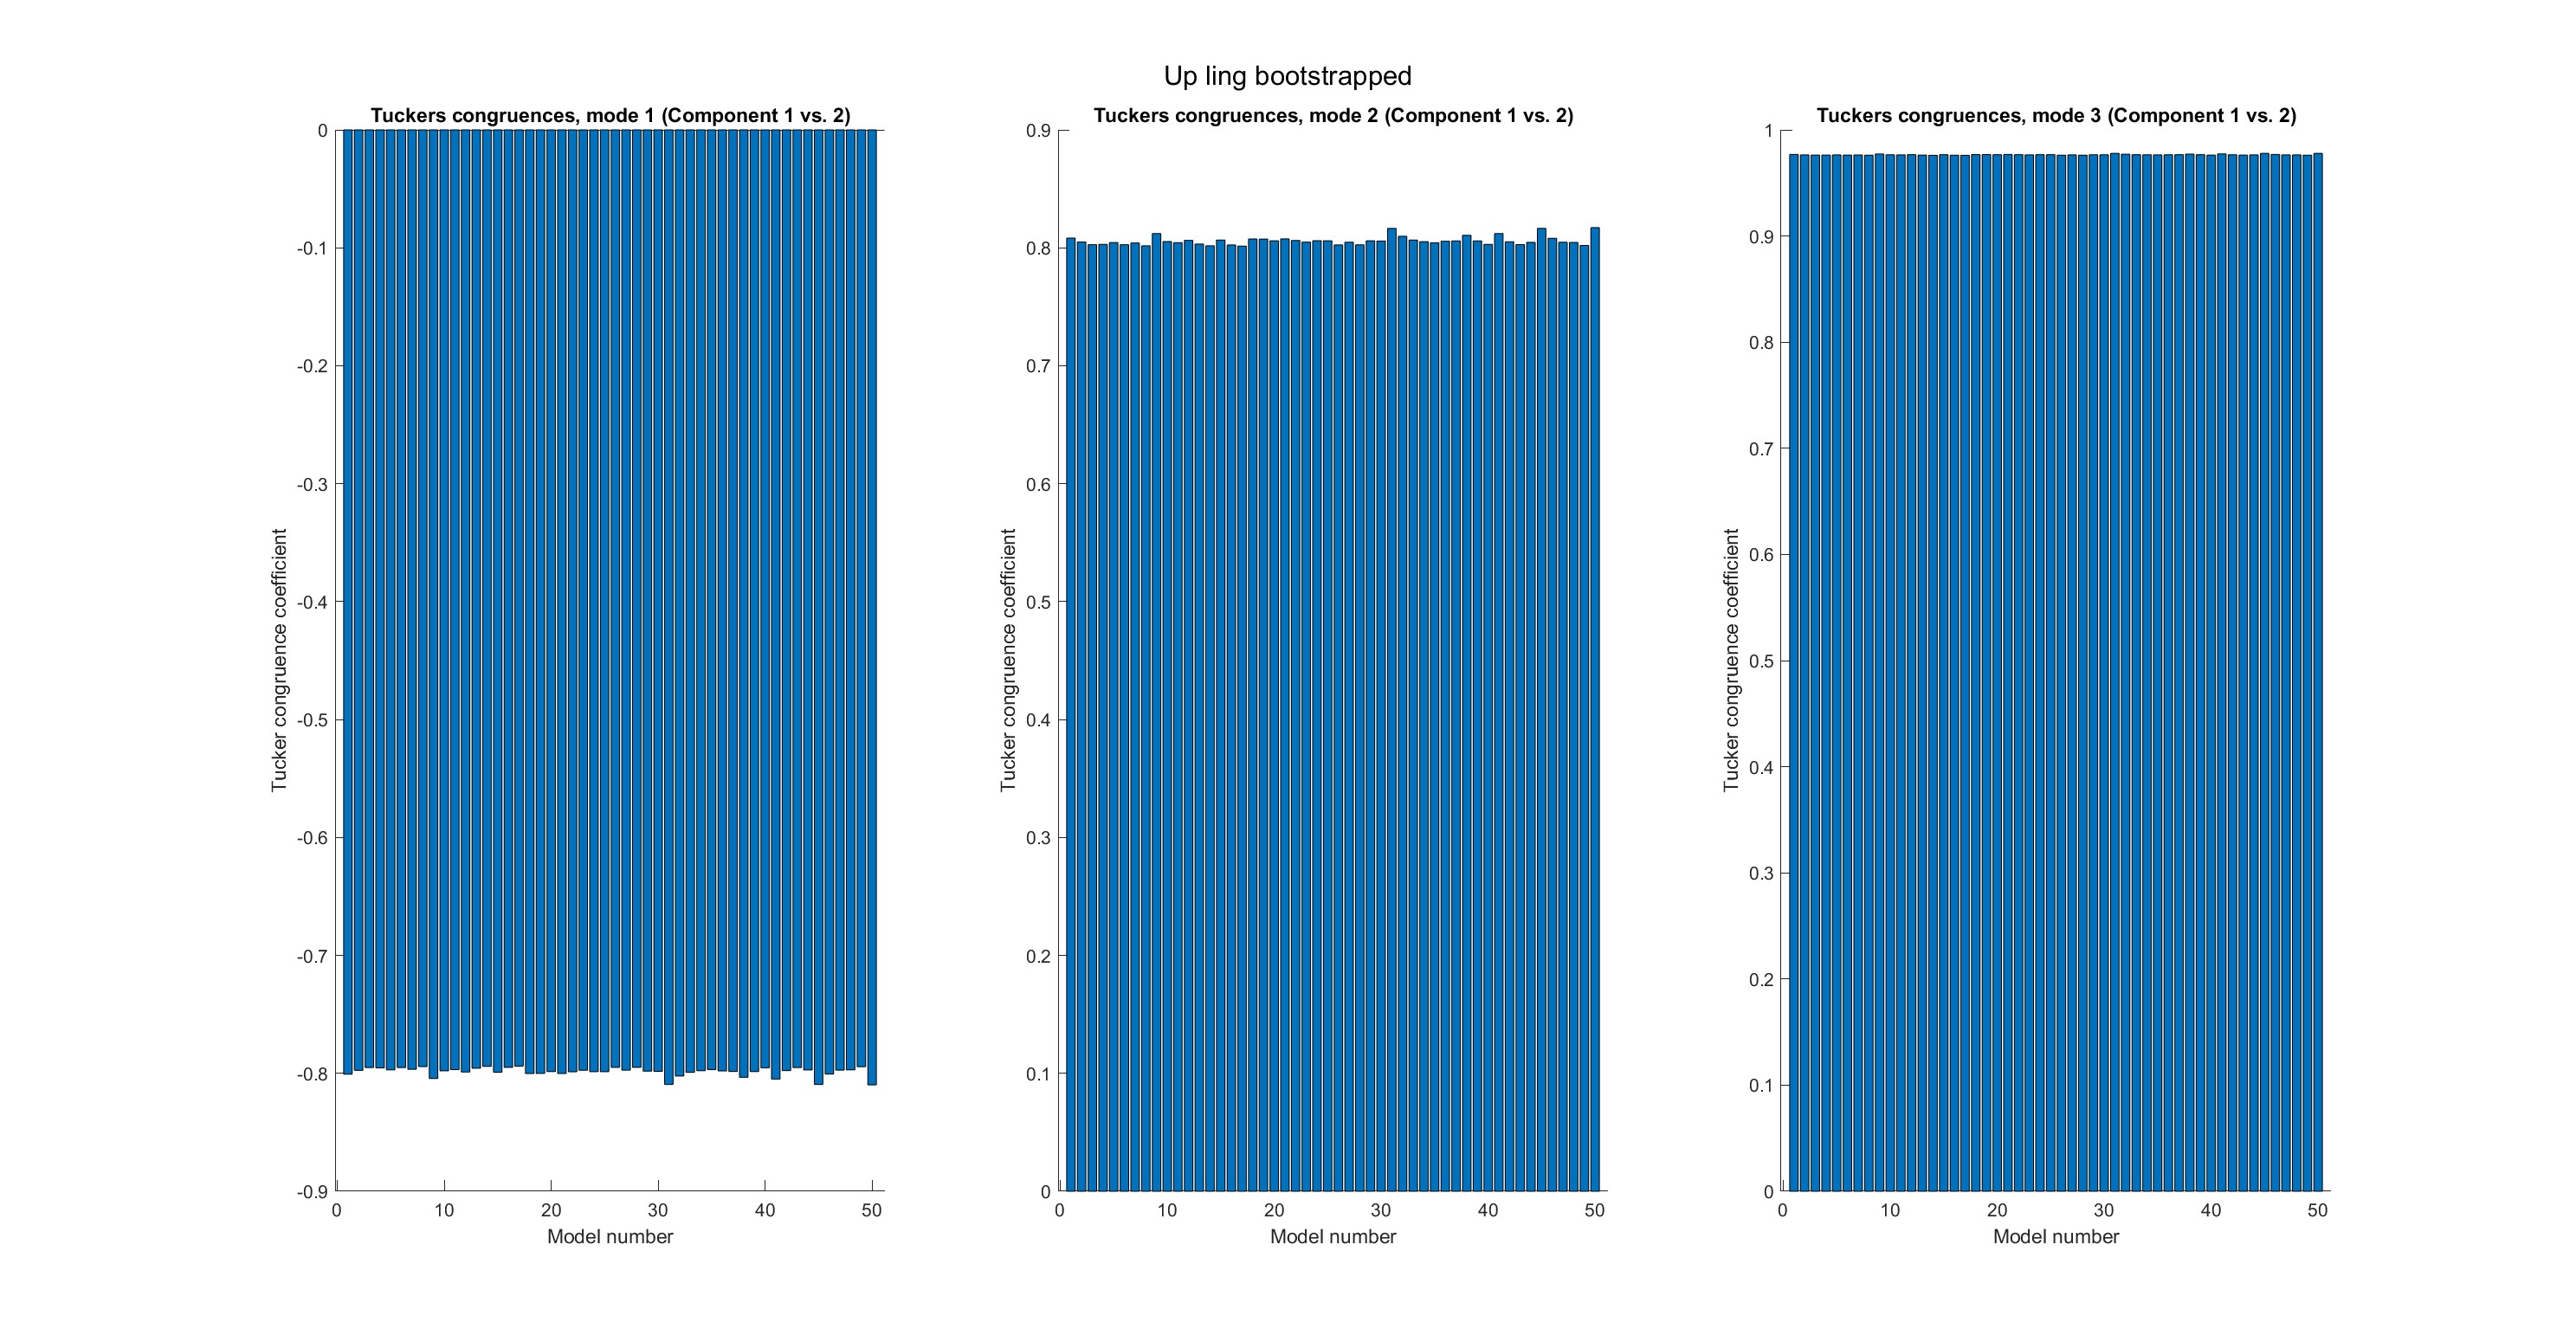 Up ling bootstrapped
Tuckers congruences, mode 1 (Component 1 vs. 2)
0
-0.1
-0.2
-0.3
-0.4
-0.5
-0.6
-0.7
-0.8
-0.9
Tucker congruence coefficient
0 10 20 30 40 50
Model number
Tuckers congruences, mode 2 (Component 1 vs. 2)
0.9
0.8
0.7
0.6
0.5
0.4
0.3
0.2
0.1
0
Tucker congruence coefficient
0 10 20 30 40 50
Model number
Tuckers congruences, mode 3 (Component 1 vs. 2)
1
0.9
0.8
0.7
0.6
0.5
0.4
0.3
0.2
0.1
0
Tucker congruence coefficient
0 10 20 30 40 50
Model number